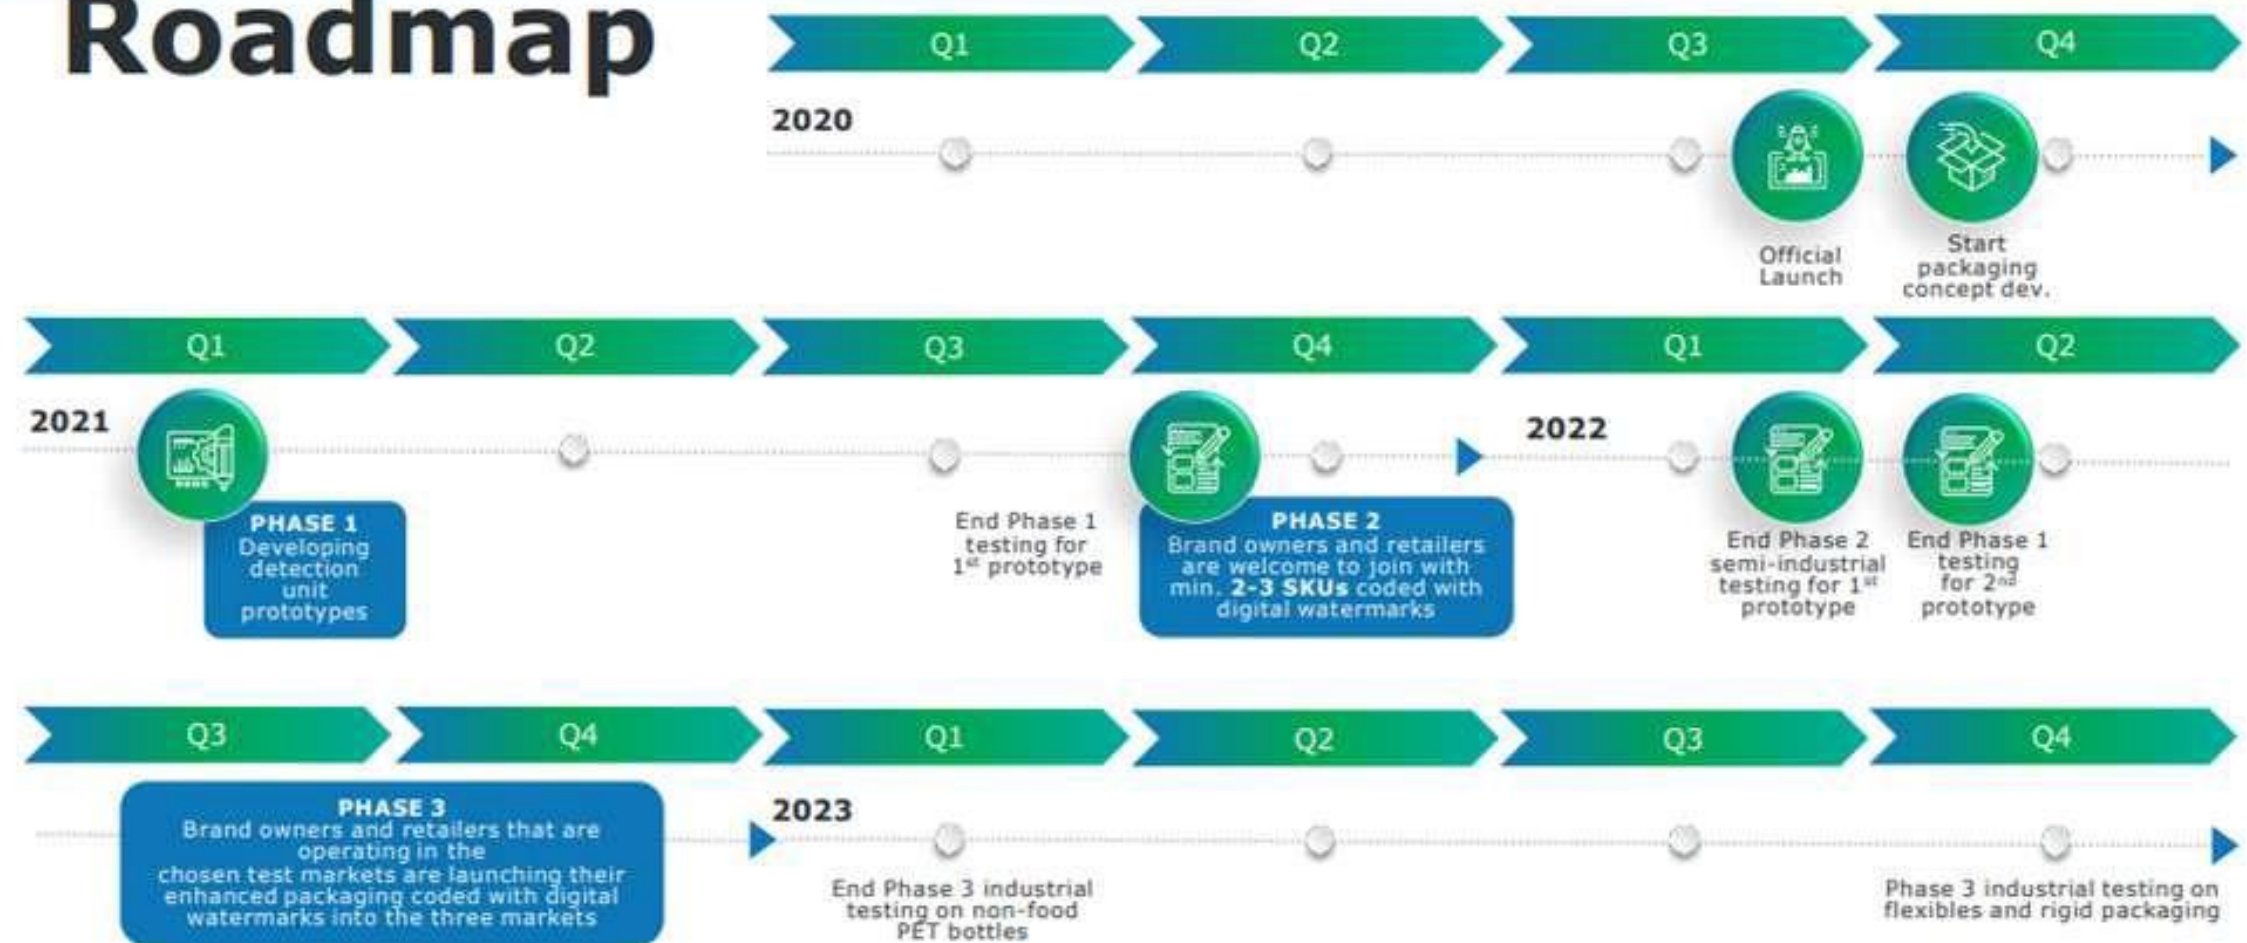 Roadmap
Q1
Q2
Q3
Q4
2020
Official
Launch
Start
packaging
concept dev.
Q1
Q2
Q3
Q4
Q1
Q2
2021
2022
PHASE 1
Developing
detection
unit
prototypes
End Phase 1
testing for
1st prototype
PHASE 2
Brand owners and retailers
are welcome to join with
min. 2-3 SKUs coded with
digital watermarks
End Phase 2
semi-industrial
testing for 1st
prototype
End Phase 1
testing
for 2nd
prototype
Q3
Q4
Q1
Q2
Q3
Q4
PHASE 3
Brand owners and retailers that are
operating in the
chosen test markets are launching their
enhanced packaging coded with digital
watermarks into the three markets
2023
End Phase 3 industrial
testing on non-food
PET bottles
Phase 3 industrial testing on
flexibles and rigid packaging